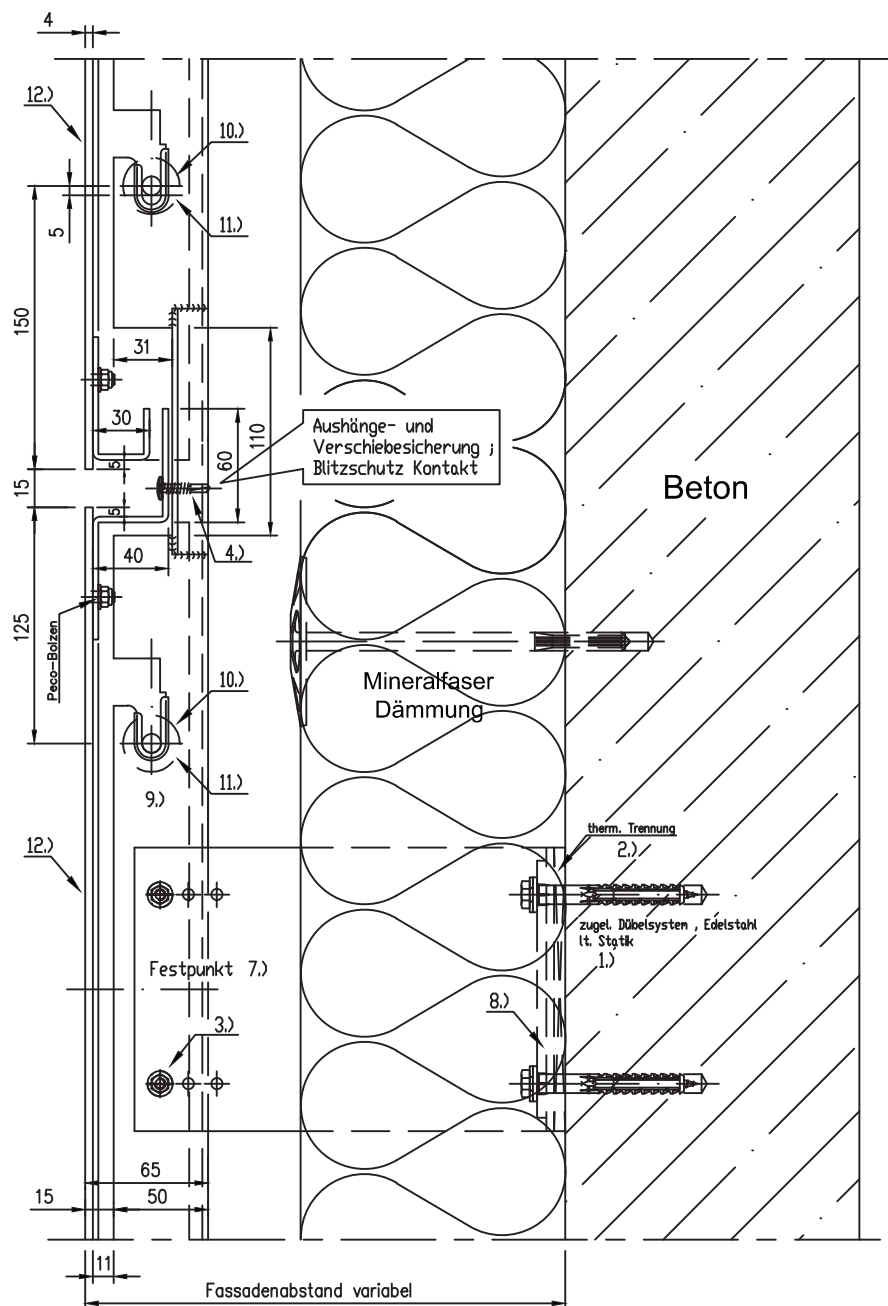 4
12.)
10.)
5
11.)
150
31
30
110
60
5
Aushänge- und
Verschiebesicherung ;
Blitzschutz Kontakt
Beton
15
5
4.)
40
125
Peco-Bolzen
Mineralfaser
Dämmung
10.)
11.)
9.)
12.)
therm. Trennung
2.)
zugel. Dübelsystem , Edelstahl
lt. Statik
1.)
Festpunkt 7.)
8.)
3.)
65
15
50
11
Fassadenabstand variabel